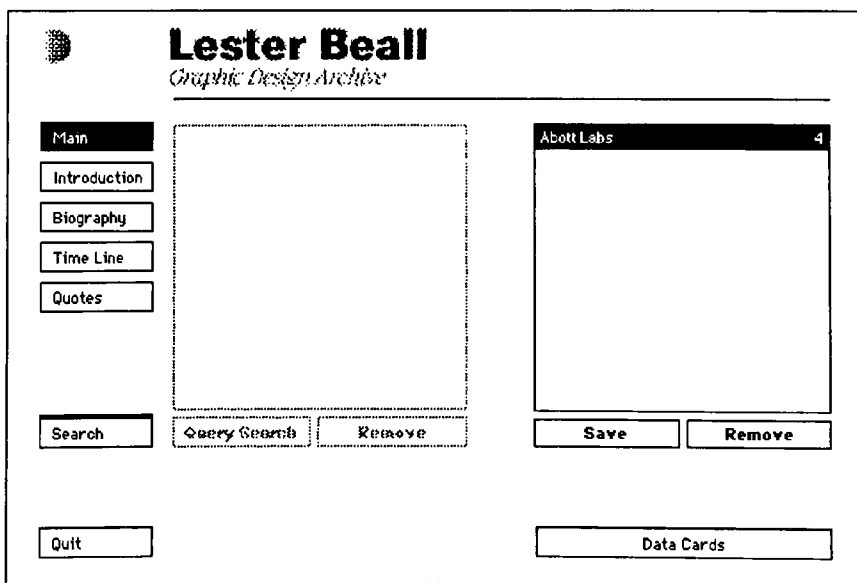 Lester Beall
Graphic Design Archive
Main
Introduction
Biography
Time Line
Quotes
Search
Quit
Query Search
Remove
Abott Labs 4
Save
Remove
Data Cards